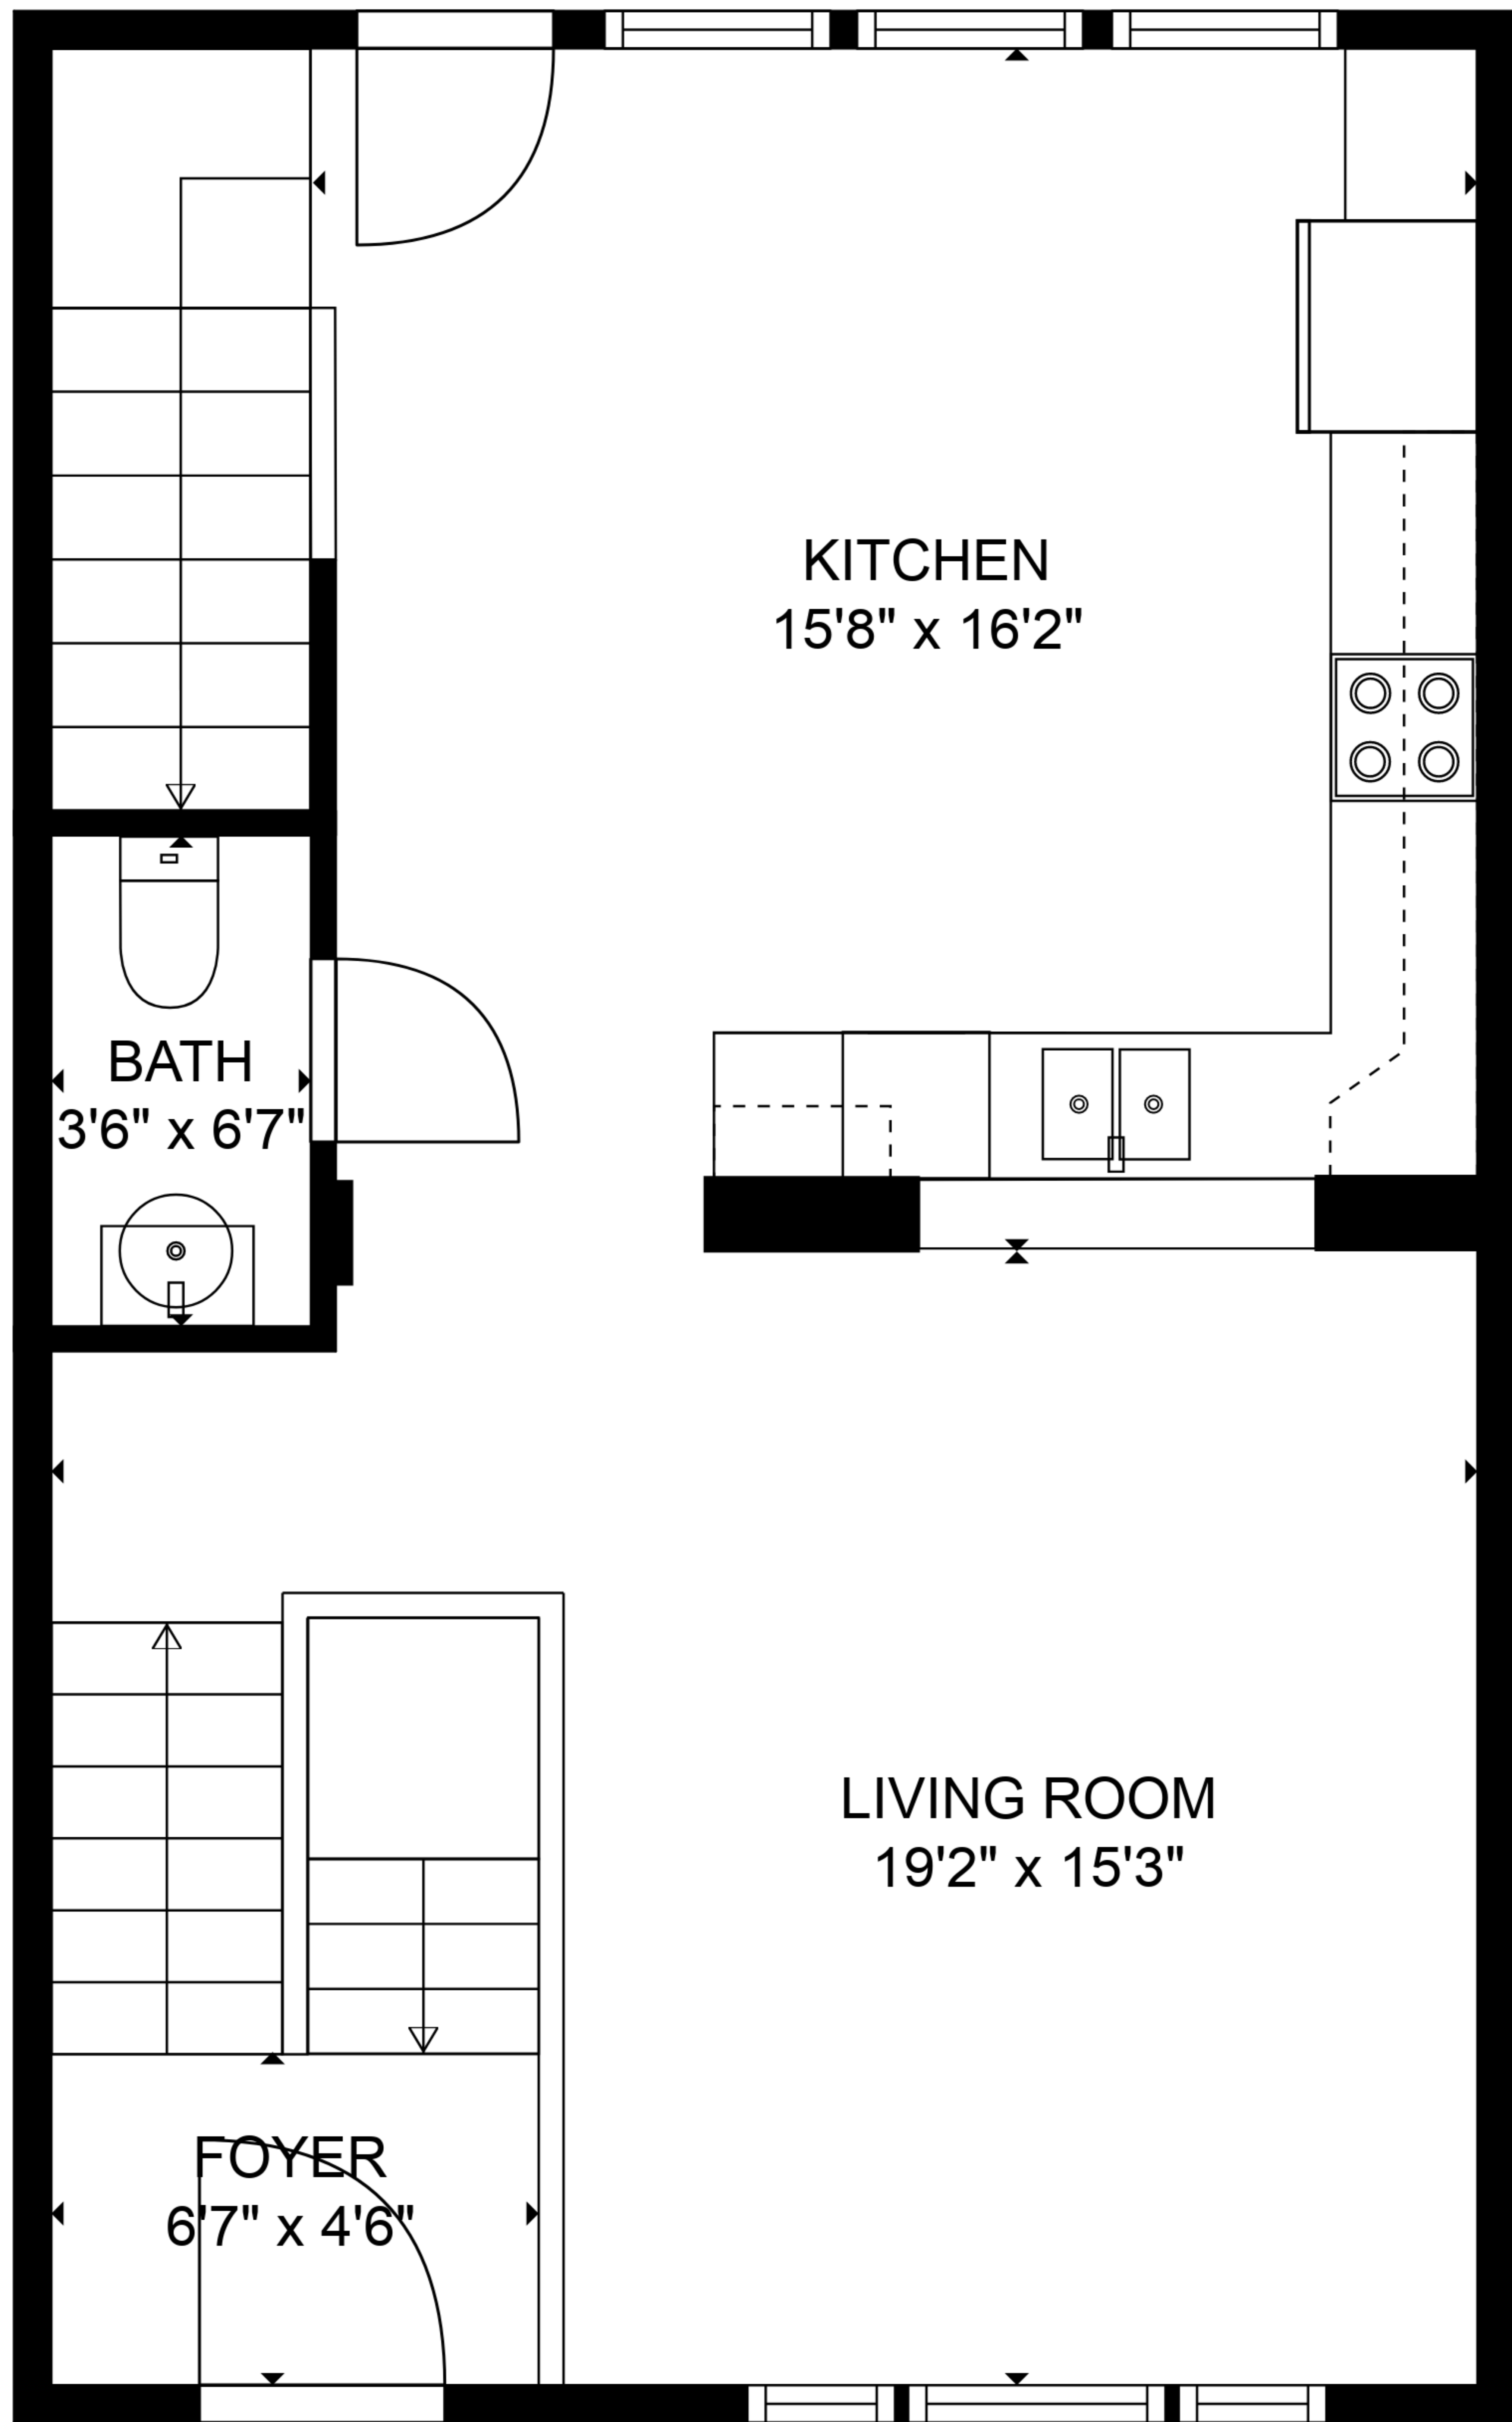 KITCHEN
15'8" x 16'2"
BATH
3'6" x 6'7"
LIVING ROOM
19'2" x 15'3"
FOYER
6'7" x 4'6"